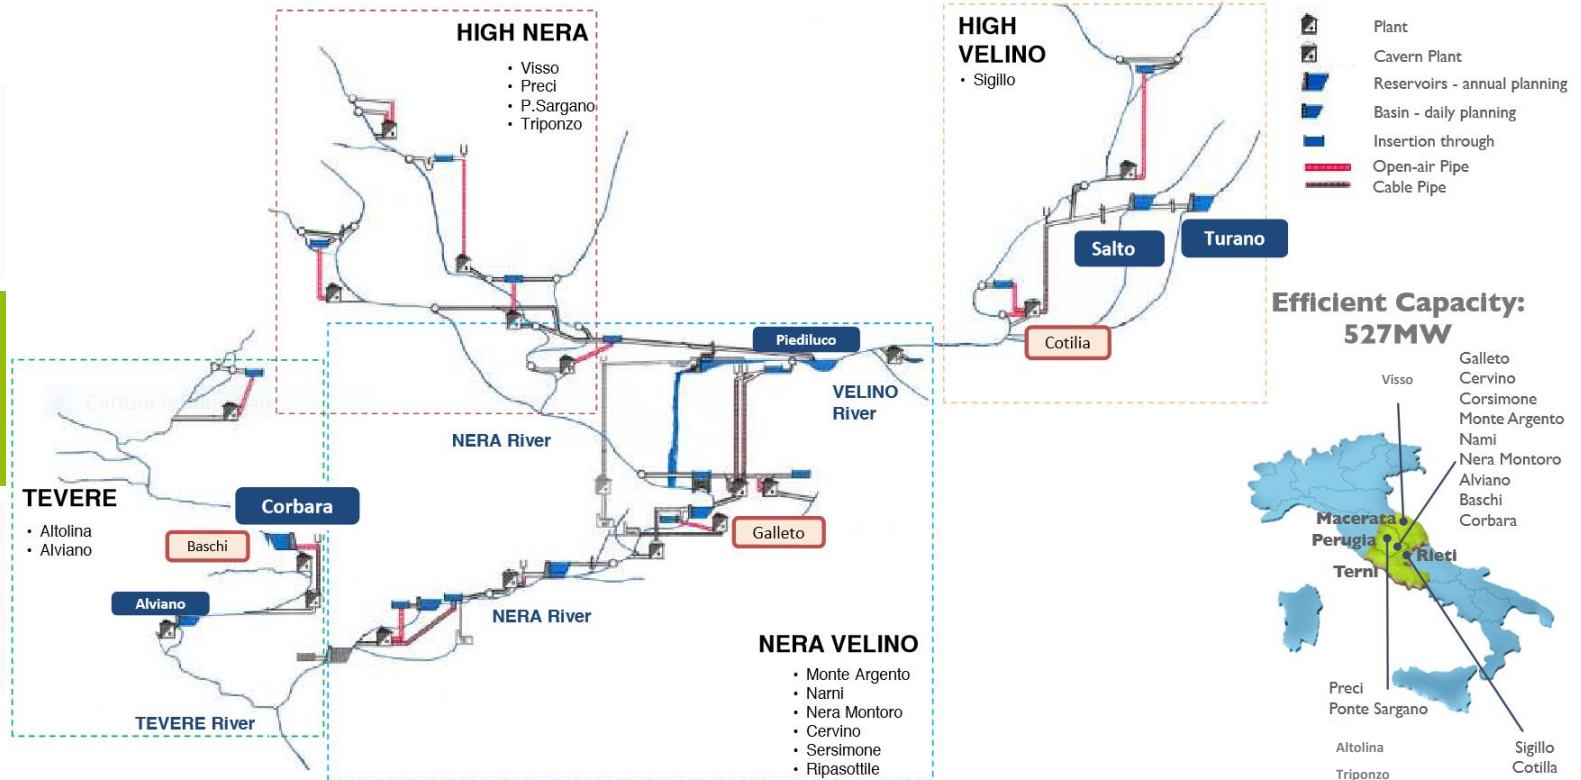 HIGH NERA
• Visso
• Preci
• P.Sargano
• Triponzo
HIGH
VELINO
• Sigillo
Plant
Cavern Plant
Reservoirs - annual planning
Basin - daily planning
Insertion through
Open-air Pipe
Cable Pipe
Salto
Turano
Cotilia
Piediluco
VELINO
River
NERA River
TEVERE
• Altolina
• Alviano
Corbara
Baschi
Alviano
TEVERE River
Galleto
NERA River
NERA VELINO
• Monte Argento
• Narni
• Nera Montoro
• Cervino
• Sersimone
• Ripasottile
Efficient Capacity:
527MW
Visso
Galleto
Cervino
Corsimone
Monte Argento
Nami
Nera Montoro
Alviano
Baschi
Corbara
Macerata
Perugia
Rieti
Terni
Preci
Ponte Sargano
Altolina
Triponzo
Sigillo
Cotilla